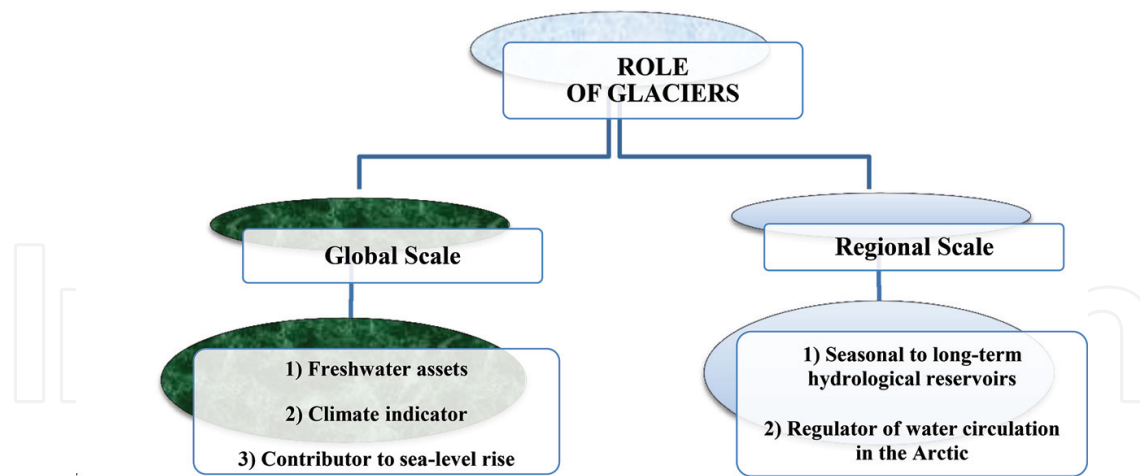 ROLE
OF GLACIERS
Global Scale
1) Freshwater assets
2) Climate indicator
3) Contributor to sea-level rise
Regional Scale
1) Seasonal to long-term
hydrological reservoirs
2) Regulator of water circulation
in the Arctic